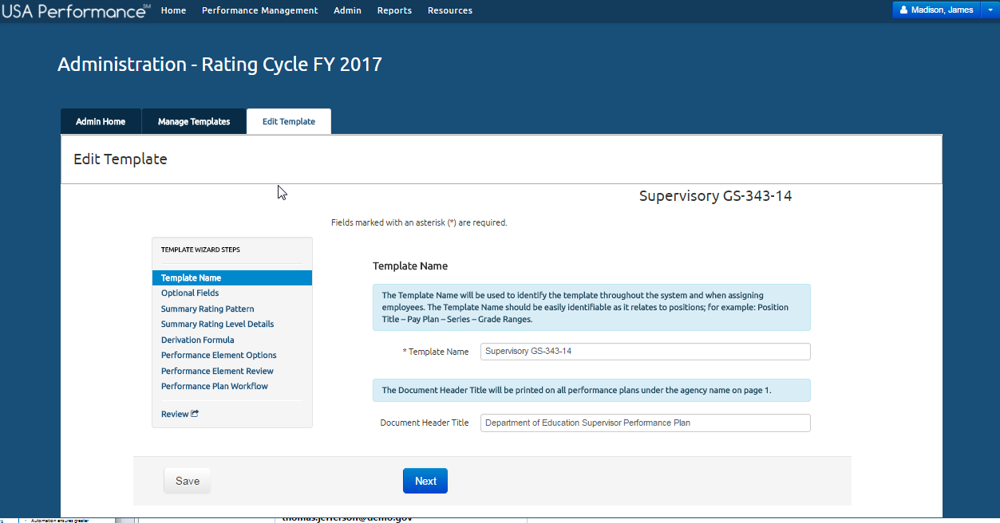 USA Performance℠ Home Performance Management Admin Reports Resources Madison, James
Administration - Rating Cycle FY 2017
Admin Home Manage Templates Edit Template
Edit Template
Supervisory GS-343-14
Fields marked with an asterisk (*) are required.
TEMPLATE WIZARD STEPS
Template Name
Optional Fields
Summary Rating Pattern
Summary Rating Level Details
Derivation Formula
Performance Element Options
Performance Element Review
Performance Plan Workflow
Review
Template Name
The Template Name will be used to identify the template throughout the system and when assigning
employees. The Template Name should be easily identifiable as it relates to positions; for example: Position
Title – Pay Plan – Series – Grade Ranges.
* Template Name Supervisory GS-343-14
The Document Header Title will be printed on all performance plans under the agency name on page 1.
Document Header Title Department of Education Supervisor Performance Plan
Save Next
Automation ensures greater
thomas.jefferson@demo.gov